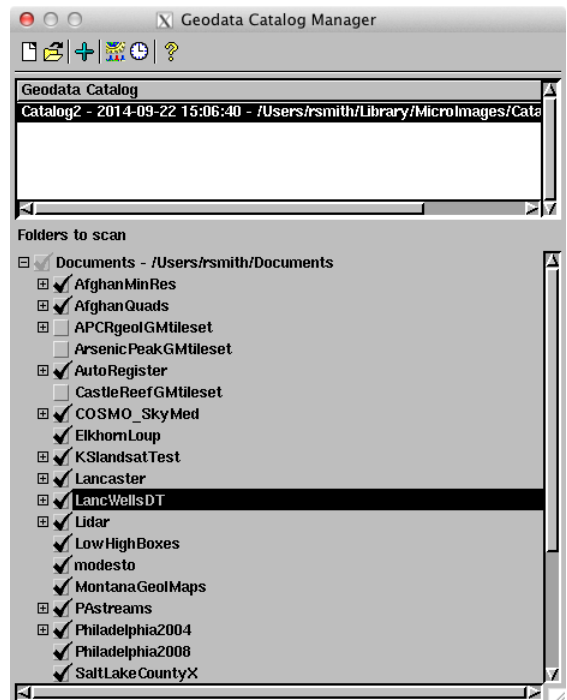 Geodata Catalog Manager
Geodata Catalog
Catalog2 - 2014-09-22 15:06:40 - /Users/rsmith/Library/MicroImages/Cata
Folders to scan
Documents - /Users/rsmith/Documents
AfghanMinRes
AfghanQuads
APCRgeolGMtileset
ArsenicPeakGMtileset
AutoRegister
CastleReefGMtileset
COSMO_SkyMed
ElkhornLoup
KSlandsatTest
Lancaster
LancWellsDT
Lidar
LowHighBoxes
modesto
MontanaGeolMaps
PAstreams
Philadelphia2004
Philadelphia2008
SaltLakeCountyX